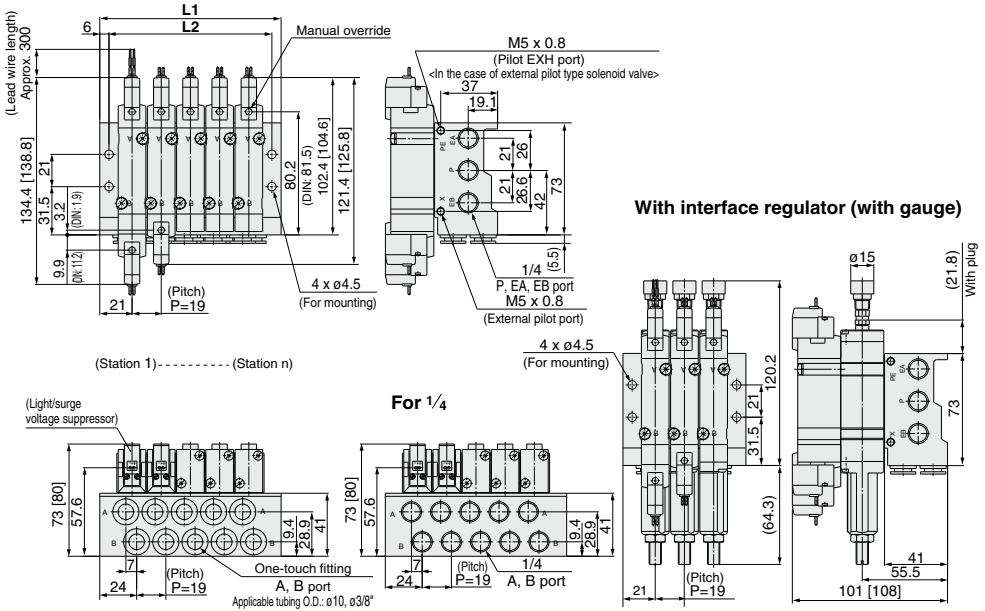 L1
L2
6
Manual override
(Lead wire length)
Approx. 300
134.4 [138.8]
31.5
21
3.2
(DIN: 1.9)
9.9
(DIN: 11.2)
A
B
80.2
(DIN: 81.5)
102.4 [104.6]
121.4 [125.8]
21
(Pitch)
P=19
4 x ø4.5
(For mounting)
M5 x 0.8
(Pilot EXH port)
<In the case of external pilot type solenoid valve>
37
19.1
PE
EA
P
X
EB
21
26
21
26.6
42
73
(5.5)
1/4
P, EA, EB port
M5 x 0.8
(External pilot port)
With interface regulator (with gauge)
ø15
(21.8)
With plug
4 x ø4.5
(For mounting)
A
B
21
31.5
120.2
(64.3)
21
(Pitch)
P=19
PE
EA
P
X
EB
73
41
55.5
101 [108]
(Station 1)-----------(Station n)
(Light/surge
voltage suppressor)
73 [80]
57.6
A
A
B
B
9.4
28.9
41
7
24
(Pitch)
P=19
One-touch fitting
A, B port
Applicable tubing O.D.: ø10, ø3/8"
For 1/4
73 [80]
57.6
A
A
B
B
9.4
28.9
41
7
24
(Pitch)
P=19
1/4
A, B port